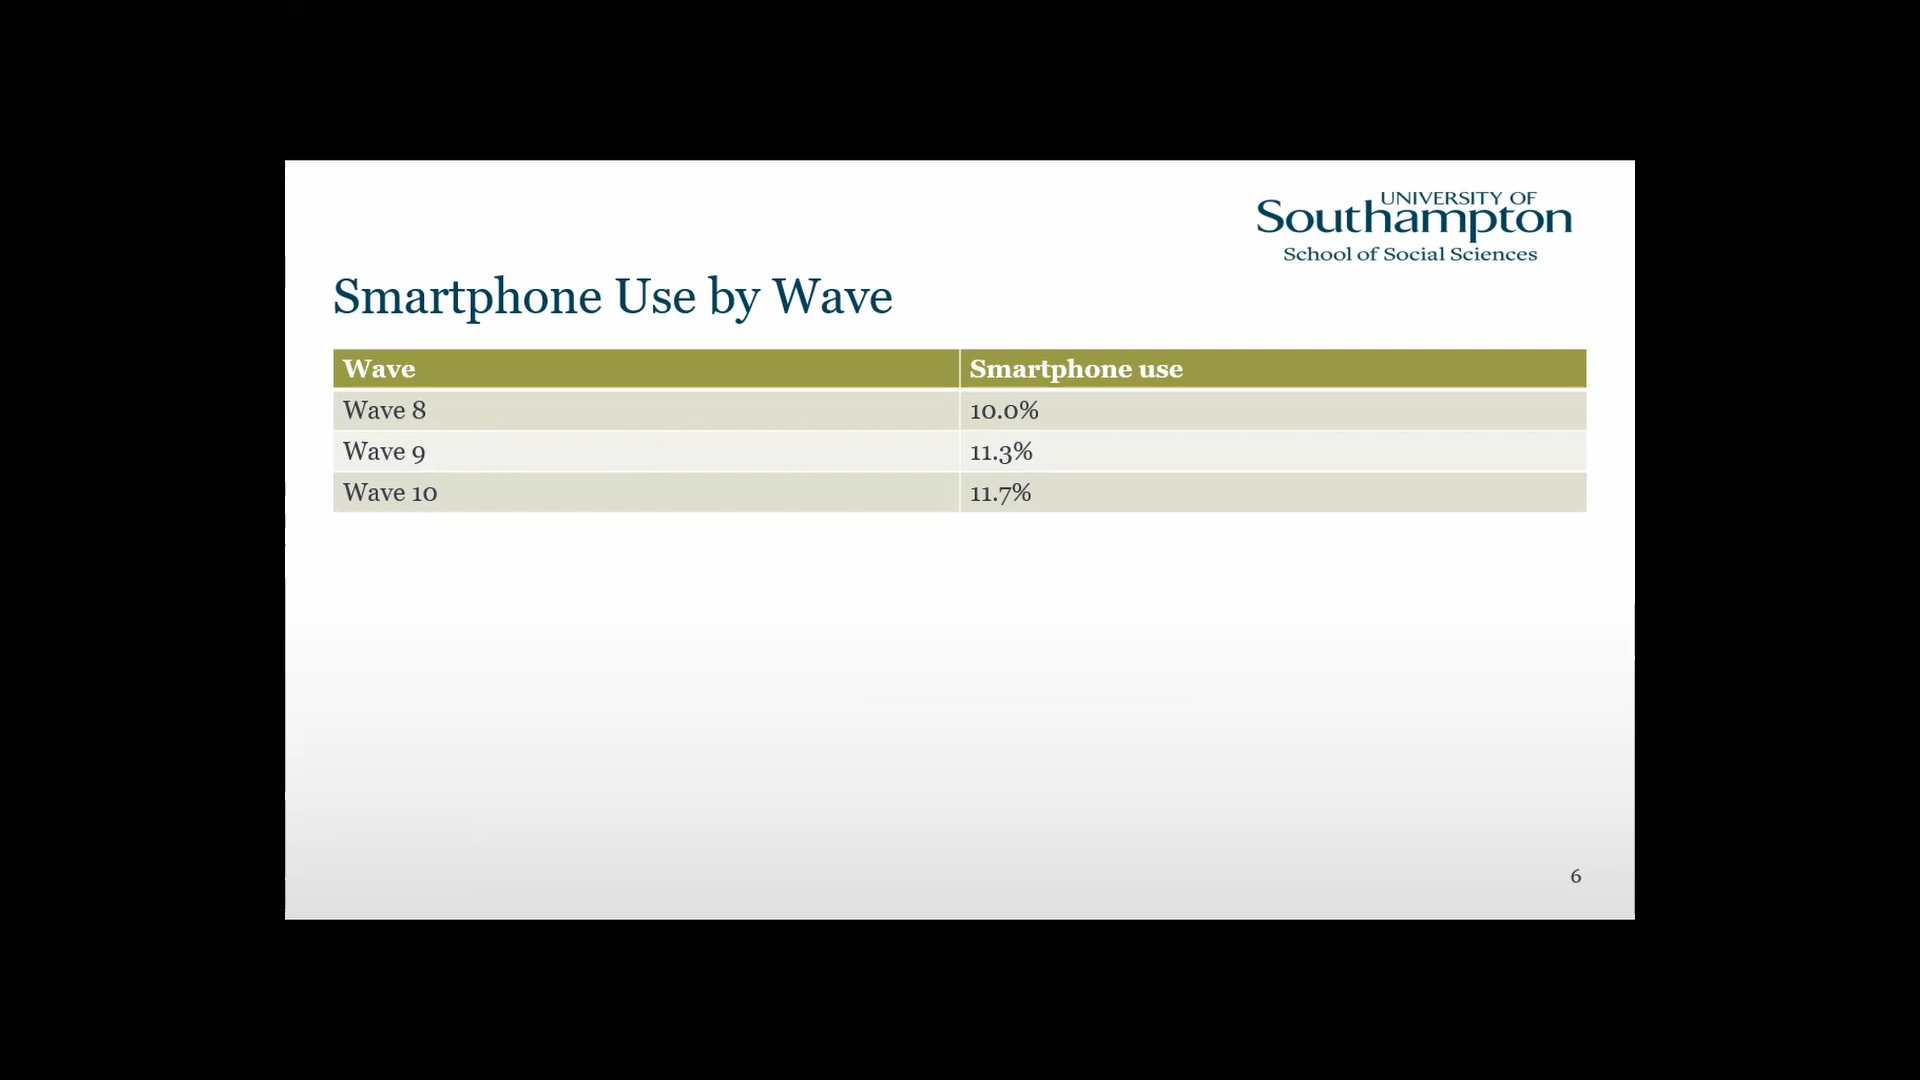 UNIVERSITY OF
Southampton
School of Social Sciences
Smartphone Use by Wave
Wave Smartphone use
Wave 8 10.0%
Wave 9 11.3%
Wave 10 11.7%
6